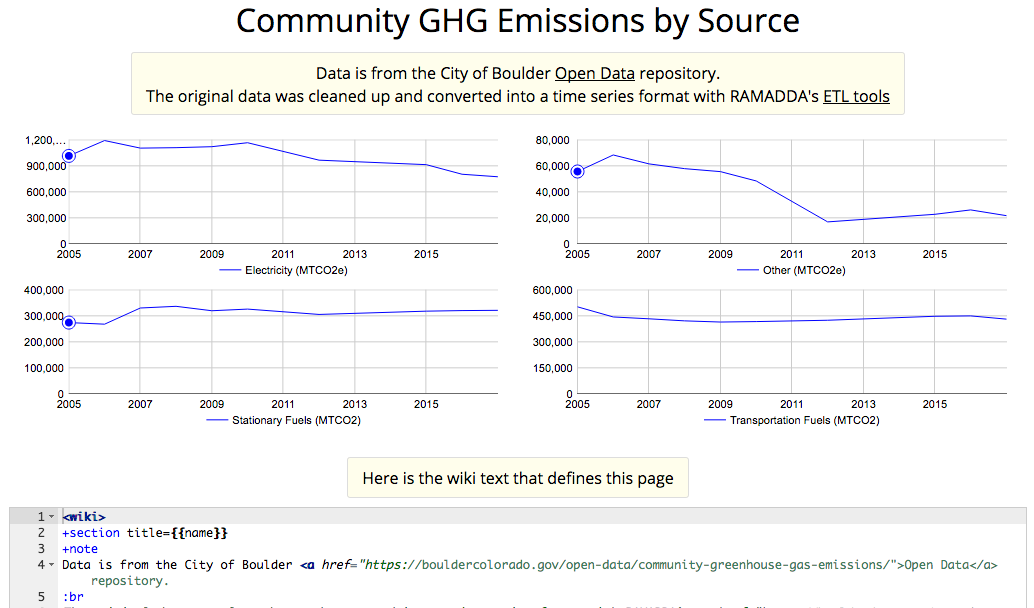 Community GHG Emissions by Source
Data is from the City of Boulder Open Data repository.
The original data was cleaned up and converted into a time series format with RAMADDA's ETL tools
1,200,...
900,000
600,000
300,000
0
2005 2007 2009 2011 2013 2015
Electricity (MTCO2e)
80,000
60,000
40,000
20,000
0
2005 2007 2009 2011 2013 2015
Other (MTCO2e)
400,000
300,000
200,000
100,000
0
2005 2007 2009 2011 2013 2015
Stationary Fuels (MTCO2)
600,000
450,000
300,000
150,000
0
2005 2007 2009 2011 2013 2015
Transportation Fuels (MTCO2)
Here is the wiki text that defines this page
1 <wiki>
2 +section title={{name}}
3 +note
4 Data is from the City of Boulder <a href="https://bouldercolorado.gov/open-data/community-greenhouse-gas-emissions/">Open Data</a>
repository.
5 :br